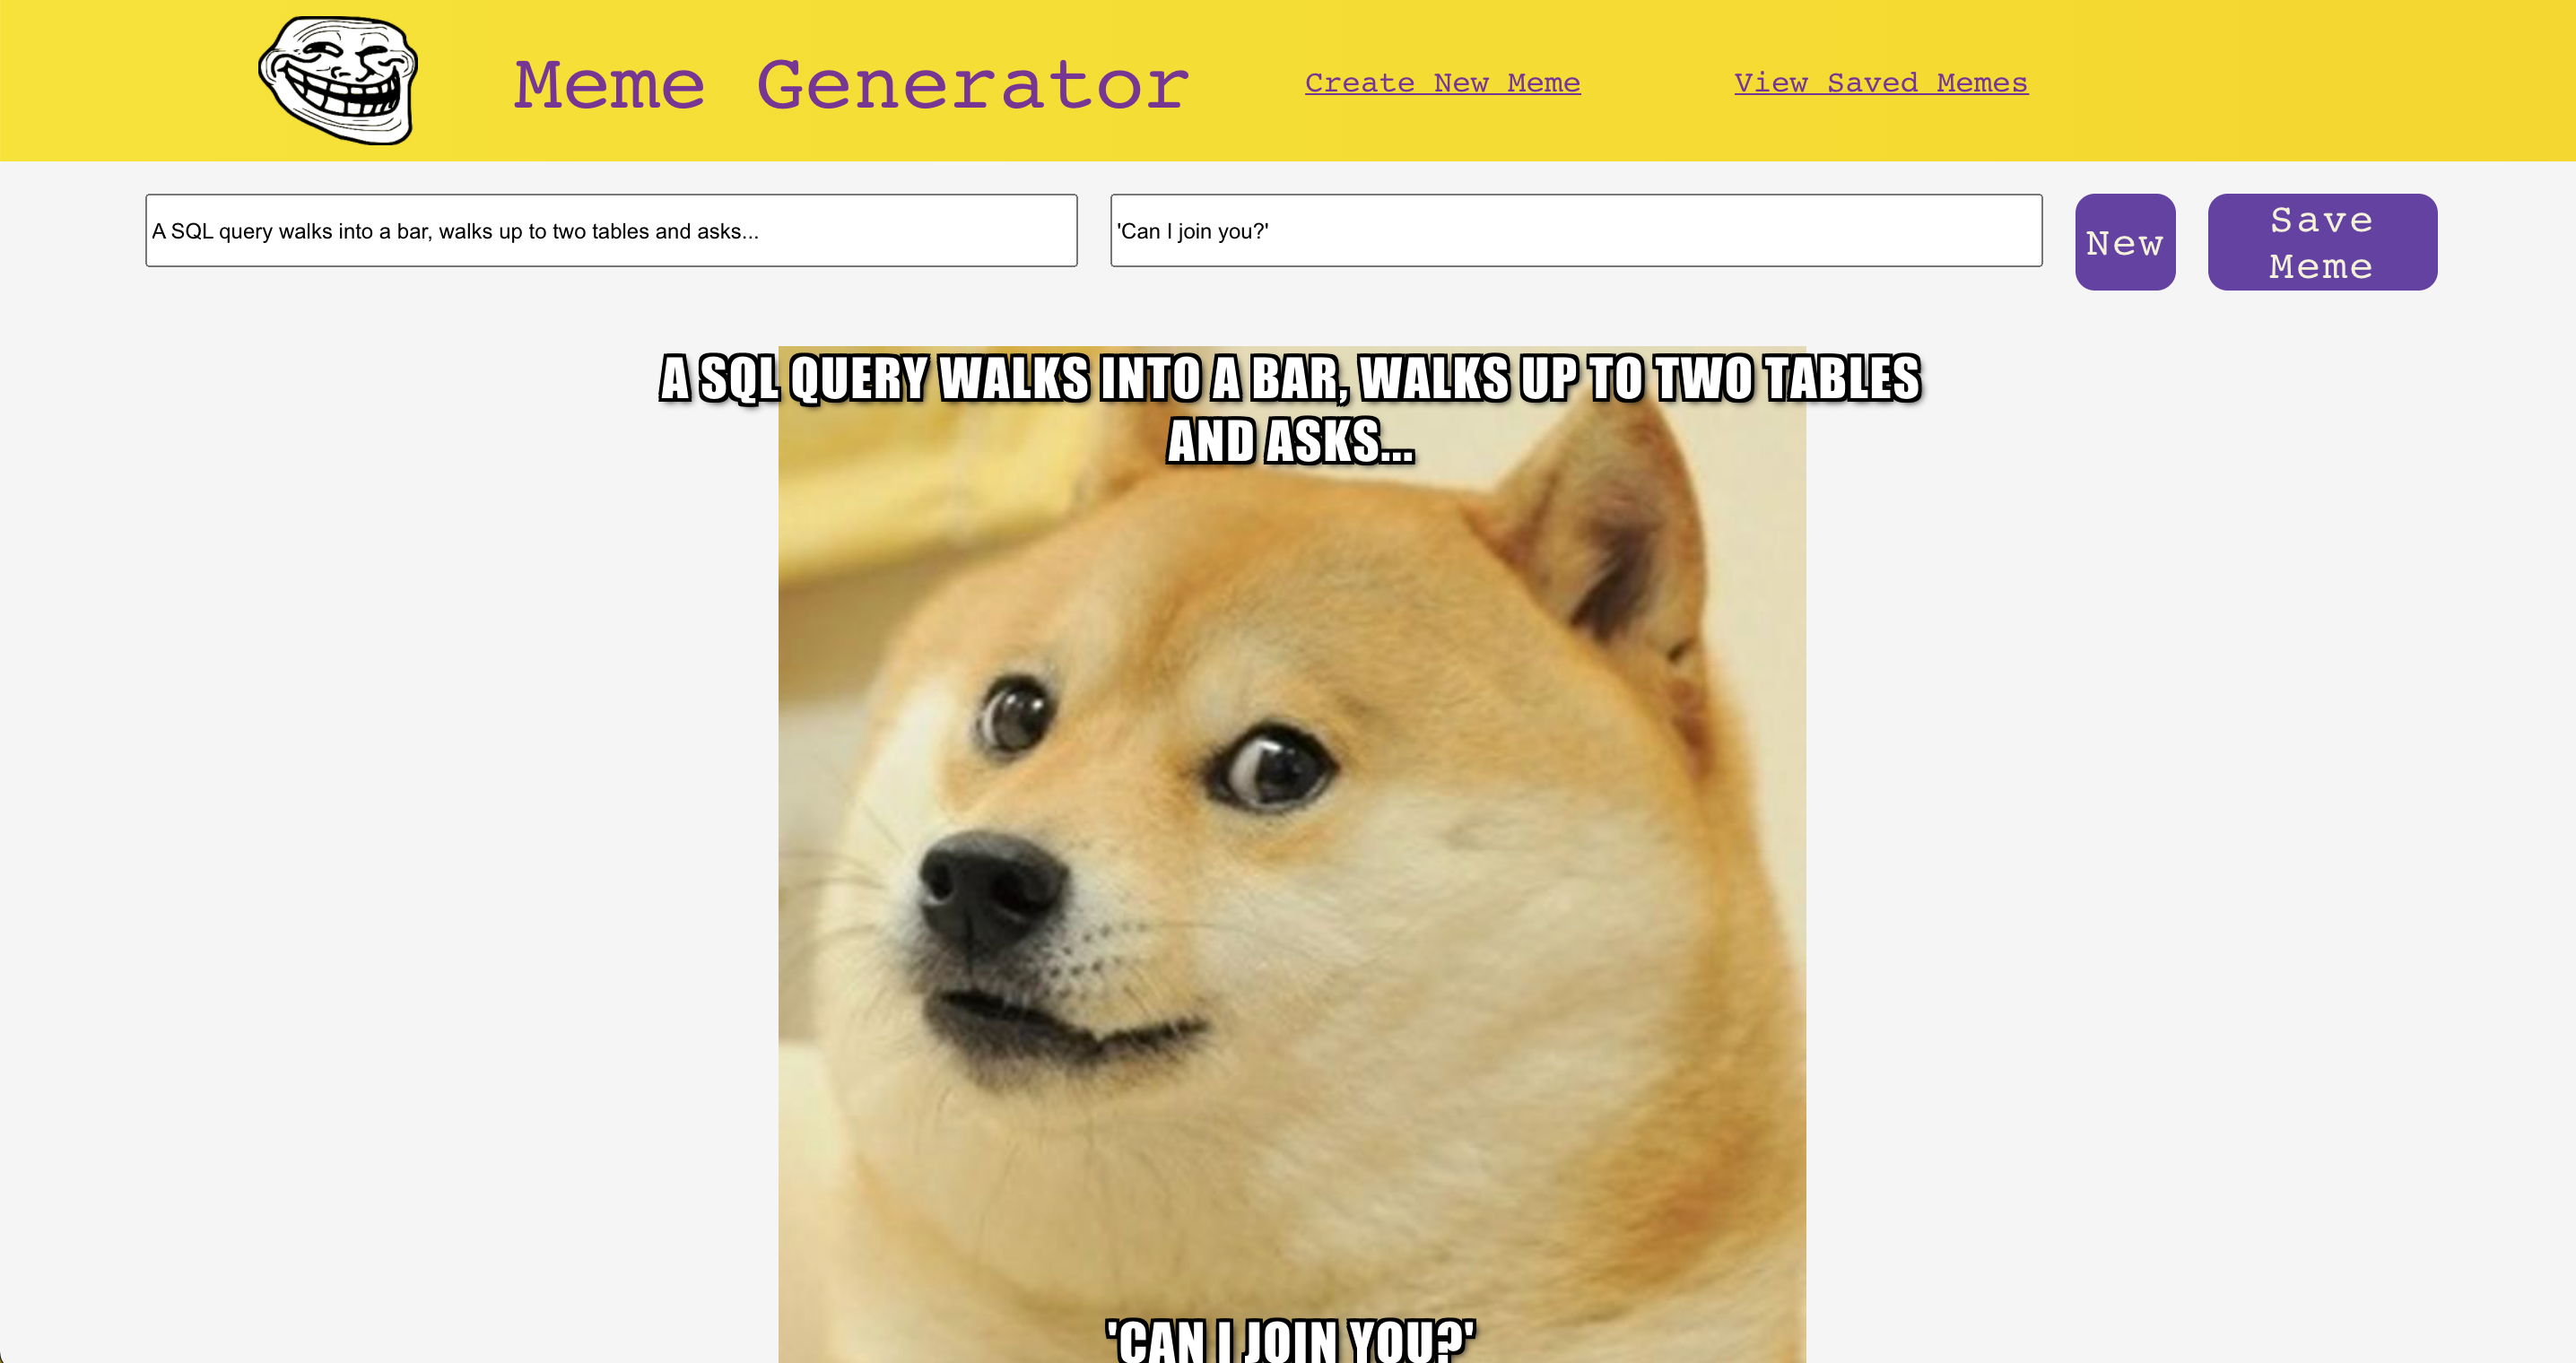 Meme Generator
Create New Meme
View Saved Memes
A SQL query walks into a bar, walks up to two tables and asks...
'Can I join you?'
New
Save
Meme
A SQL QUERY WALKS INTO A BAR, WALKS UP TO TWO TABLES
AND ASKS...
'CAN I JOIN YOU?'